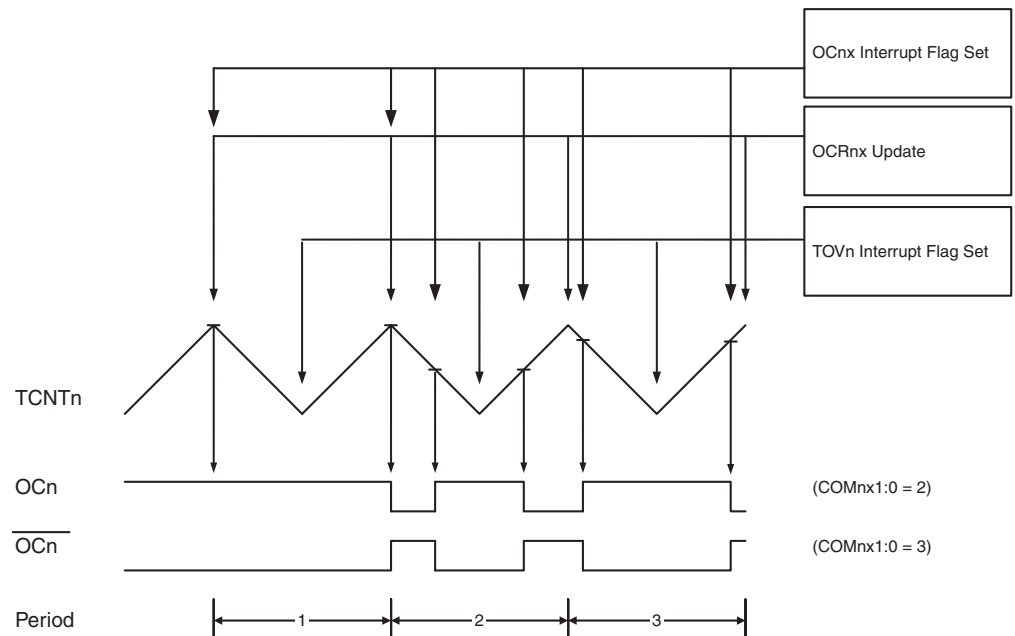 OCnx Interrupt Flag Set
OCRnx Update
TOVn Interrupt Flag Set
TCNTn
OCn
(COMnx1:0 = 2)
OCn
(COMnx1:0 = 3)
Period
1
2
3